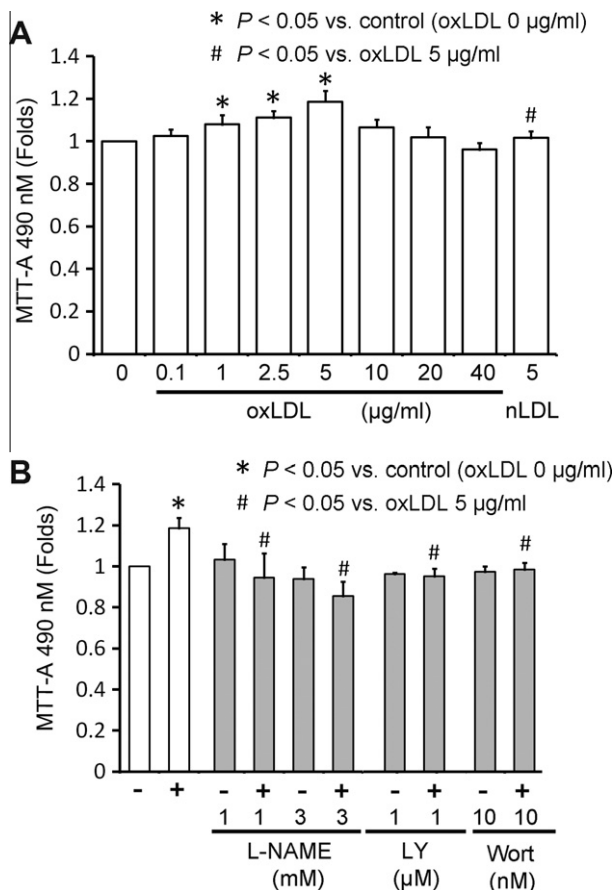 A
* P < 0.05 vs. control (oxLDL 0 µg/ml)
# P < 0.05 vs. oxLDL 5 µg/ml
MTT-A 490 nM (Folds)
1.4
1.2
1
0.8
0.6
0.4
0.2
0
* * * #
0 0.1 1 2.5 5 10 20 40 5
oxLDL (µg/ml) nLDL
B
* P < 0.05 vs. control (oxLDL 0 µg/ml)
# P < 0.05 vs. oxLDL 5 µg/ml
MTT-A 490 nM (Folds)
1.4
1.2
1
0.8
0.6
0.4
0.2
0
* # # # #
- + - + - + - + - +
1 1 3 3 1 1 10 10
L-NAME LY Wort
(mM) (µM) (nM)